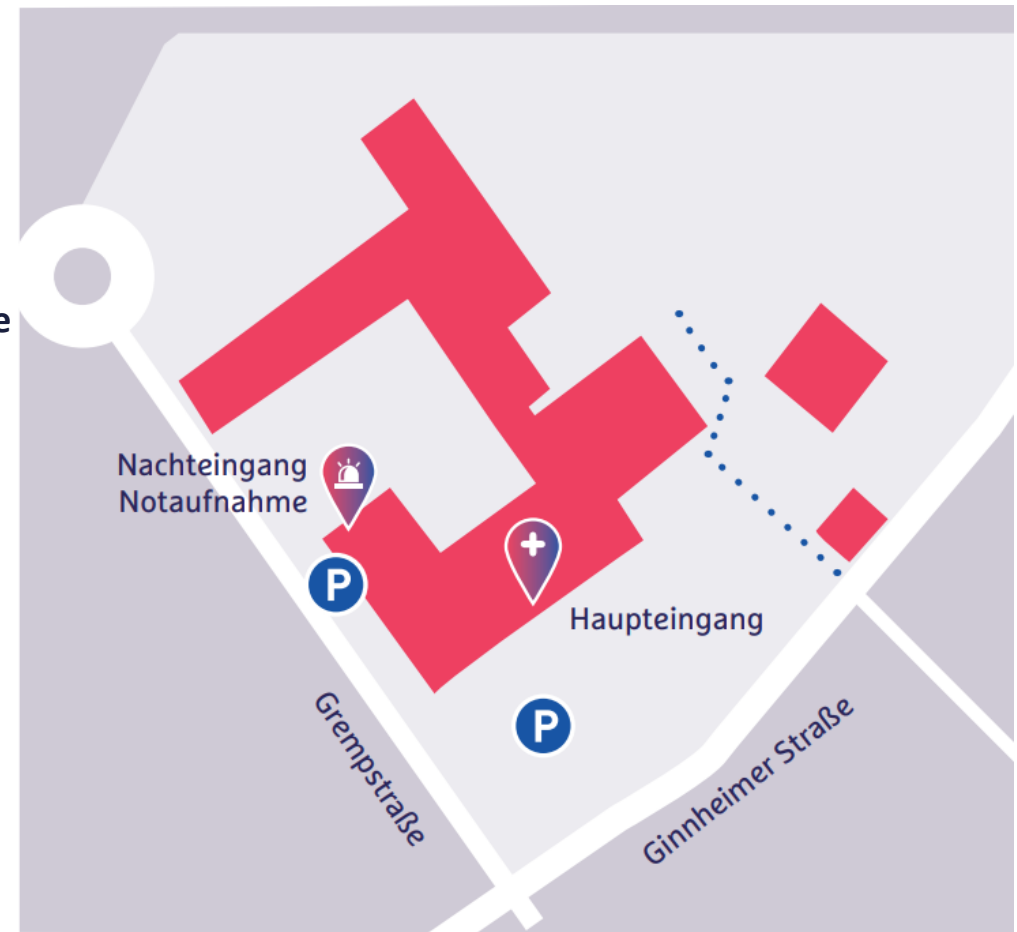 e
Nachteingang
Notaufnahme
P
Haupteingang
P
Grempstraße
Ginnheimer Straße